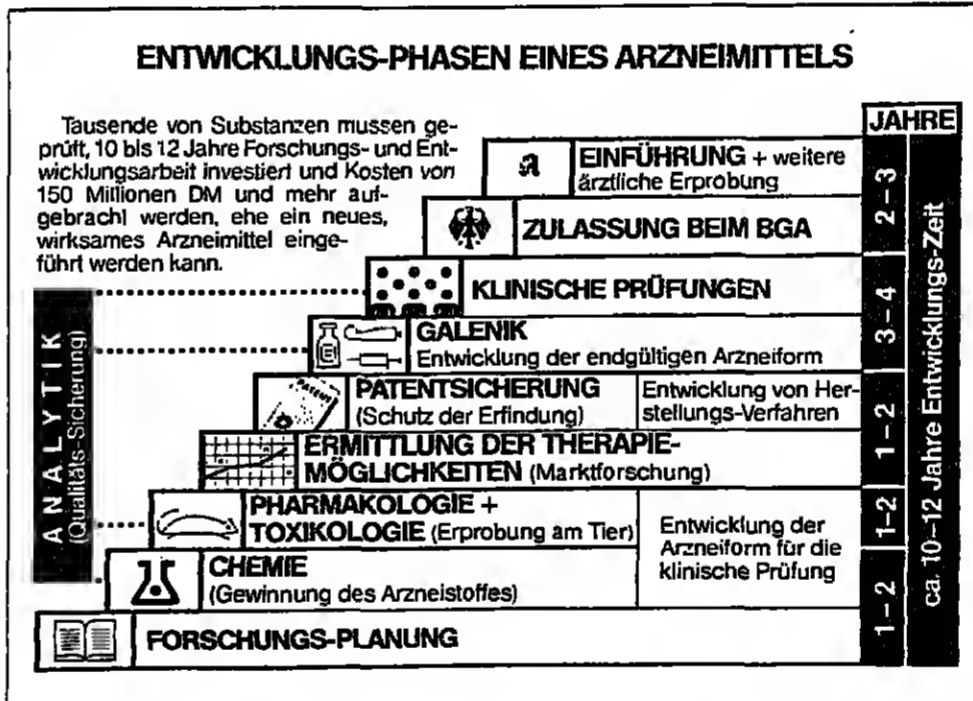 ENTWICKLUNGS-PHASEN EINES ARZNEIMITTELS
Tausende von Substanzen mussen ge-
prüft, 10 bis 12 Jahre Forschungs- und Ent-
wicklungsarbeit investiert und Kosten von
150 Millionen DM und mehr auf-
gebracht werden, ehe ein neues,
wirksames Arzneimittel einge-
führt werden kann.
JAHRE
a
EINFÜHRUNG + weitere
ärztliche Erprobung
2-3
ZULASSUNG BEIM BGA
KLINISCHE PRÜFUNGEN
3-4
GALENIK
Entwicklung der endgültigen Arzneiform
Patent
PATENTSICHERUNG
(Schutz der Erfindung)
Entwicklung von Her-
stellungs-Verfahren
1-2
ERMITTLUNG DER THERAPIE-
MÖGLICHKEITEN (Marktforschung)
PHARMAKOLOGIE +
TOXIKOLOGIE (Erprobung am Tier)
1-2
Entwicklung der
Arzneiform für die
klinische Prüfung
CHEMIE
(Gewinnung des Arzneistoffes)
1-2
FORSCHUNGS-PLANUNG
ANALYTIK
(Qualitäts-Sicherung)
ca. 10-12 Jahre Entwicklungs-Zeit